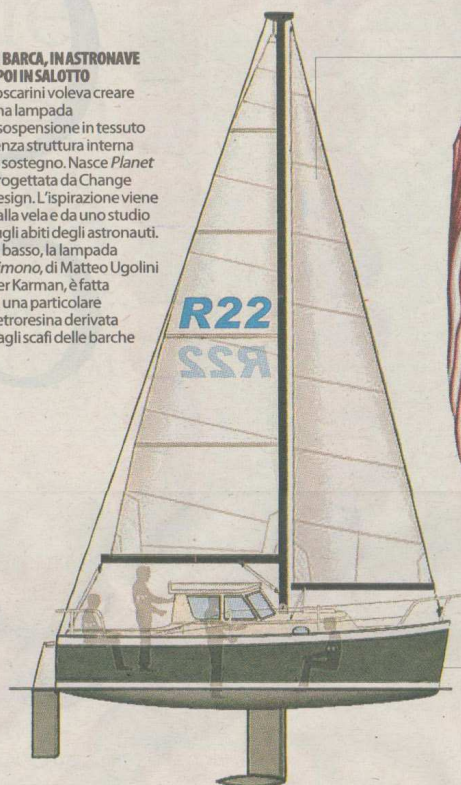 BARCA, IN ASTRONAVE
POI IN SALOTTO
oscarini voleva creare
na lampada
sospensione in tessuto
enza struttura interna
sostegno. Nasce Planet
rogettata da Change
esign. L'ispirazione viene
alla vela e da uno studio
gli abiti degli astronauti.
basso, la lampada
imono, di Matteo Ugolini
er Karman, è fatta
una particolare
etroresina derivata
agli scafi delle barche
R22
R22